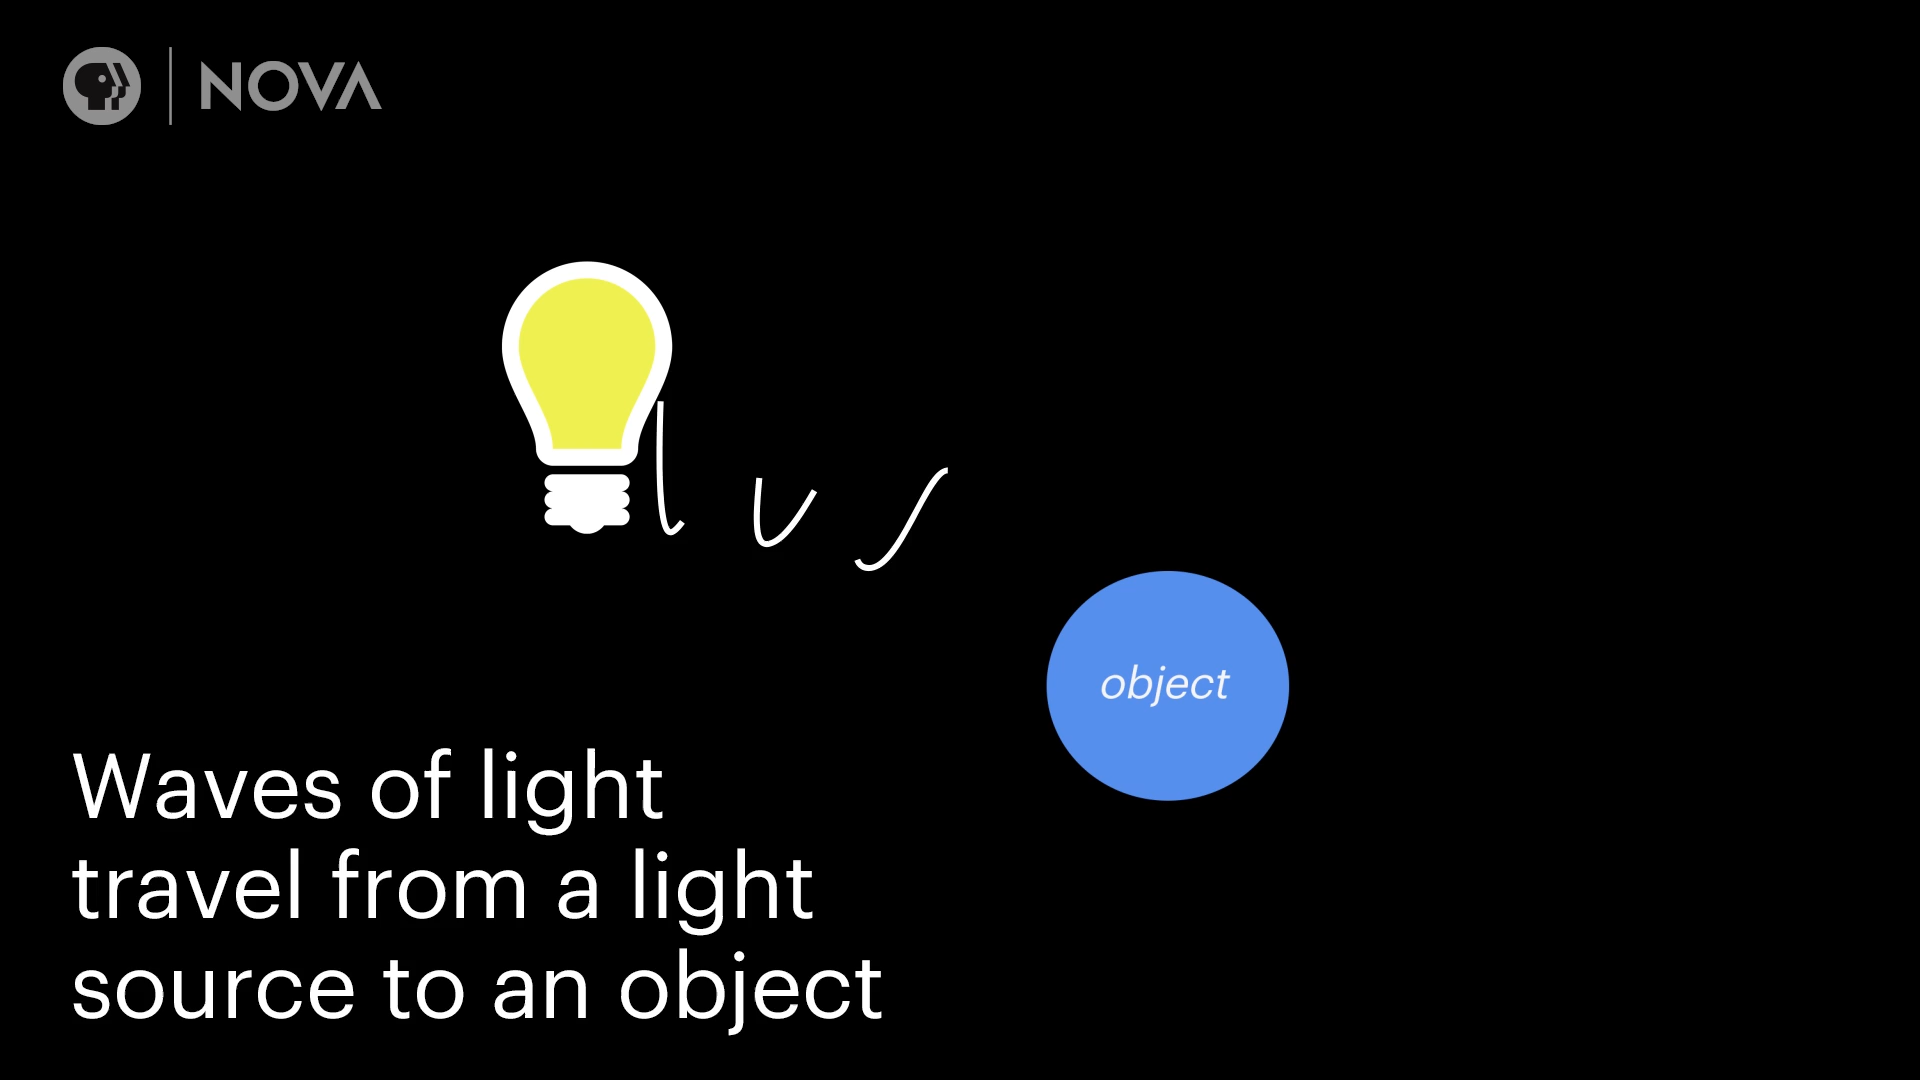 NOVA
object
Waves of light
travel from a light
source to an object